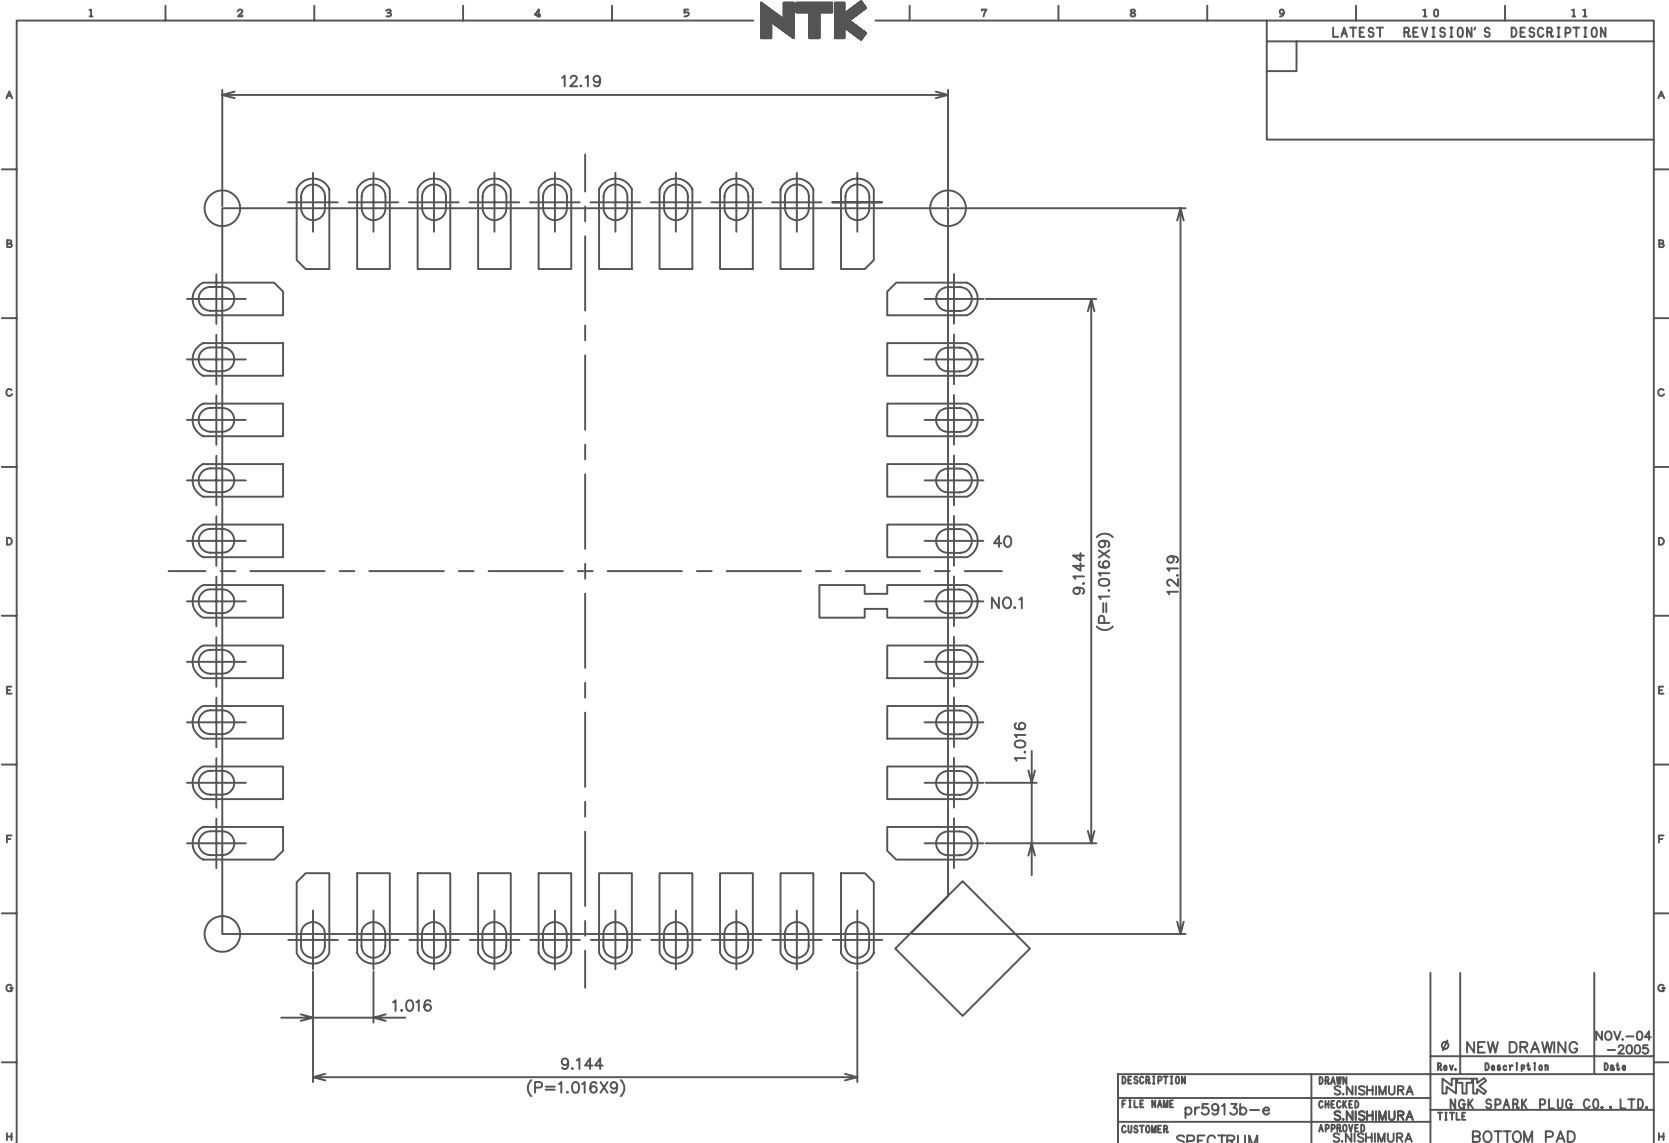 1 2 3 4 5 NTK 7 8 9 10 11
LATEST REVISION'S DESCRIPTION
12.19
A A
B B
C C
D D
E E
F F
G G
H H
40
NO.1
9.144
(P=1.016X9)
12.19
1.016
1.016
9.144
(P=1.016X9)
Ø NEW DRAWING NOV.-04
-2005
Rev. Description Date
DESCRIPTION
DRAWN
S.NISHIMURA
NTK
FILE NAME pr5913b-e
CHECKED
S.NISHIMURA
NGK SPARK PLUG CO., LTD.
TITLE
CUSTOMER
SPECTRUM
APPROVED
S.NISHIMURA
BOTTOM PAD